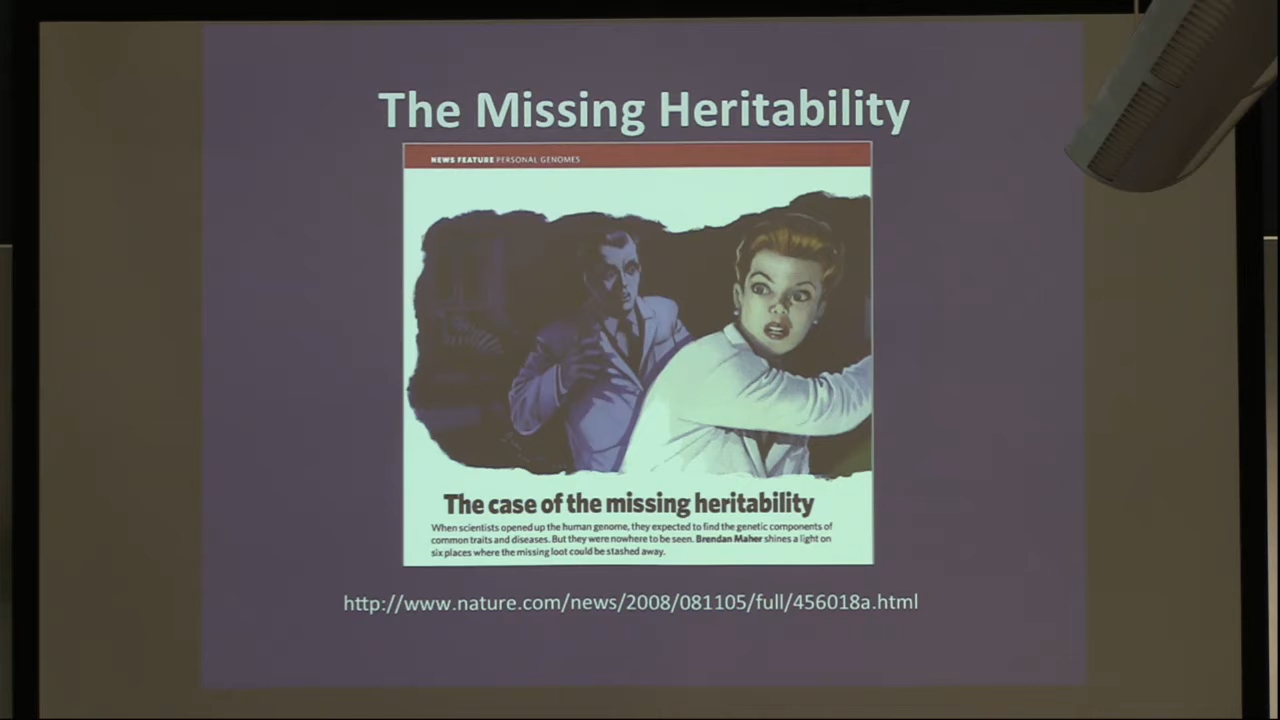 The Missing Heritability
NEWS FEATURE PERSONAL GENOMES
The case of the missing heritability
When scientists opened up the human genome, they expected to find the genetic components of
common traits and diseases. But they were nowhere to be seen. Brendan Maher shines a light on
six places where the missing loot could be stashed away.
http://www.nature.com/news/2008/081105/full/456018a.html